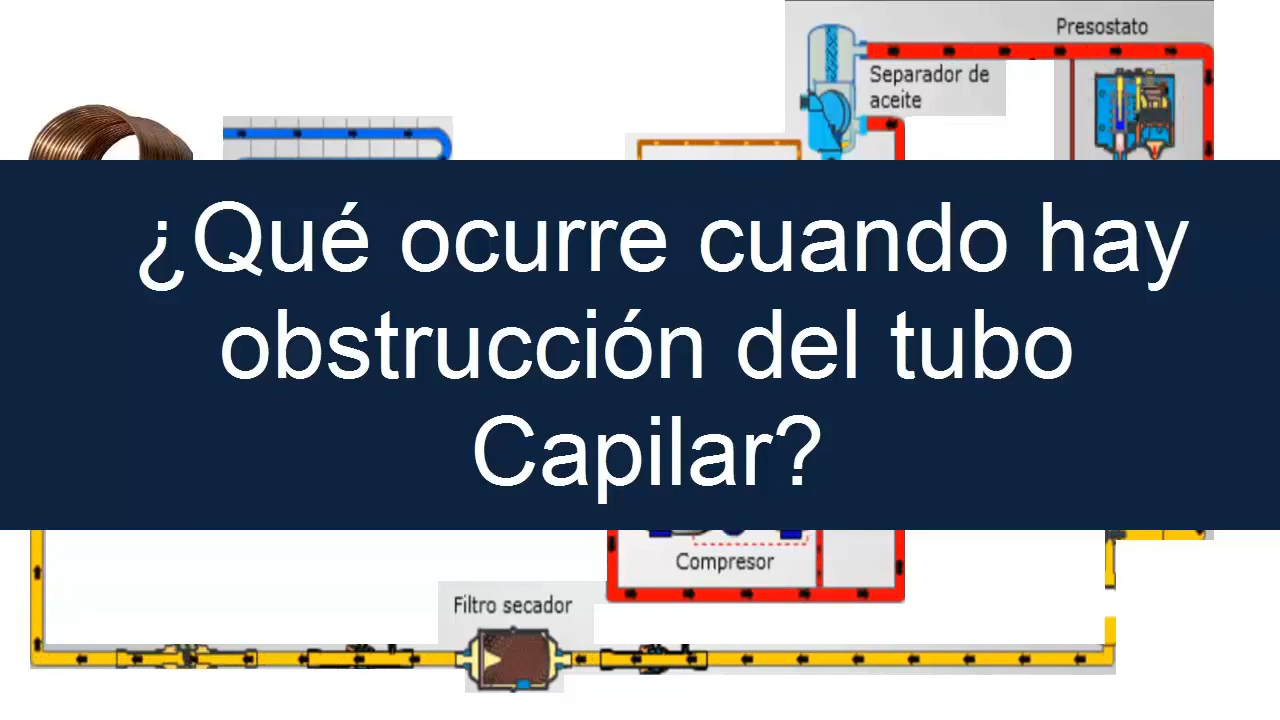 Presostato
Separador de
aceite
¿Qué ocurre cuando hay
obstrucción del tubo
Capilar?
Compresor
Filtro secador